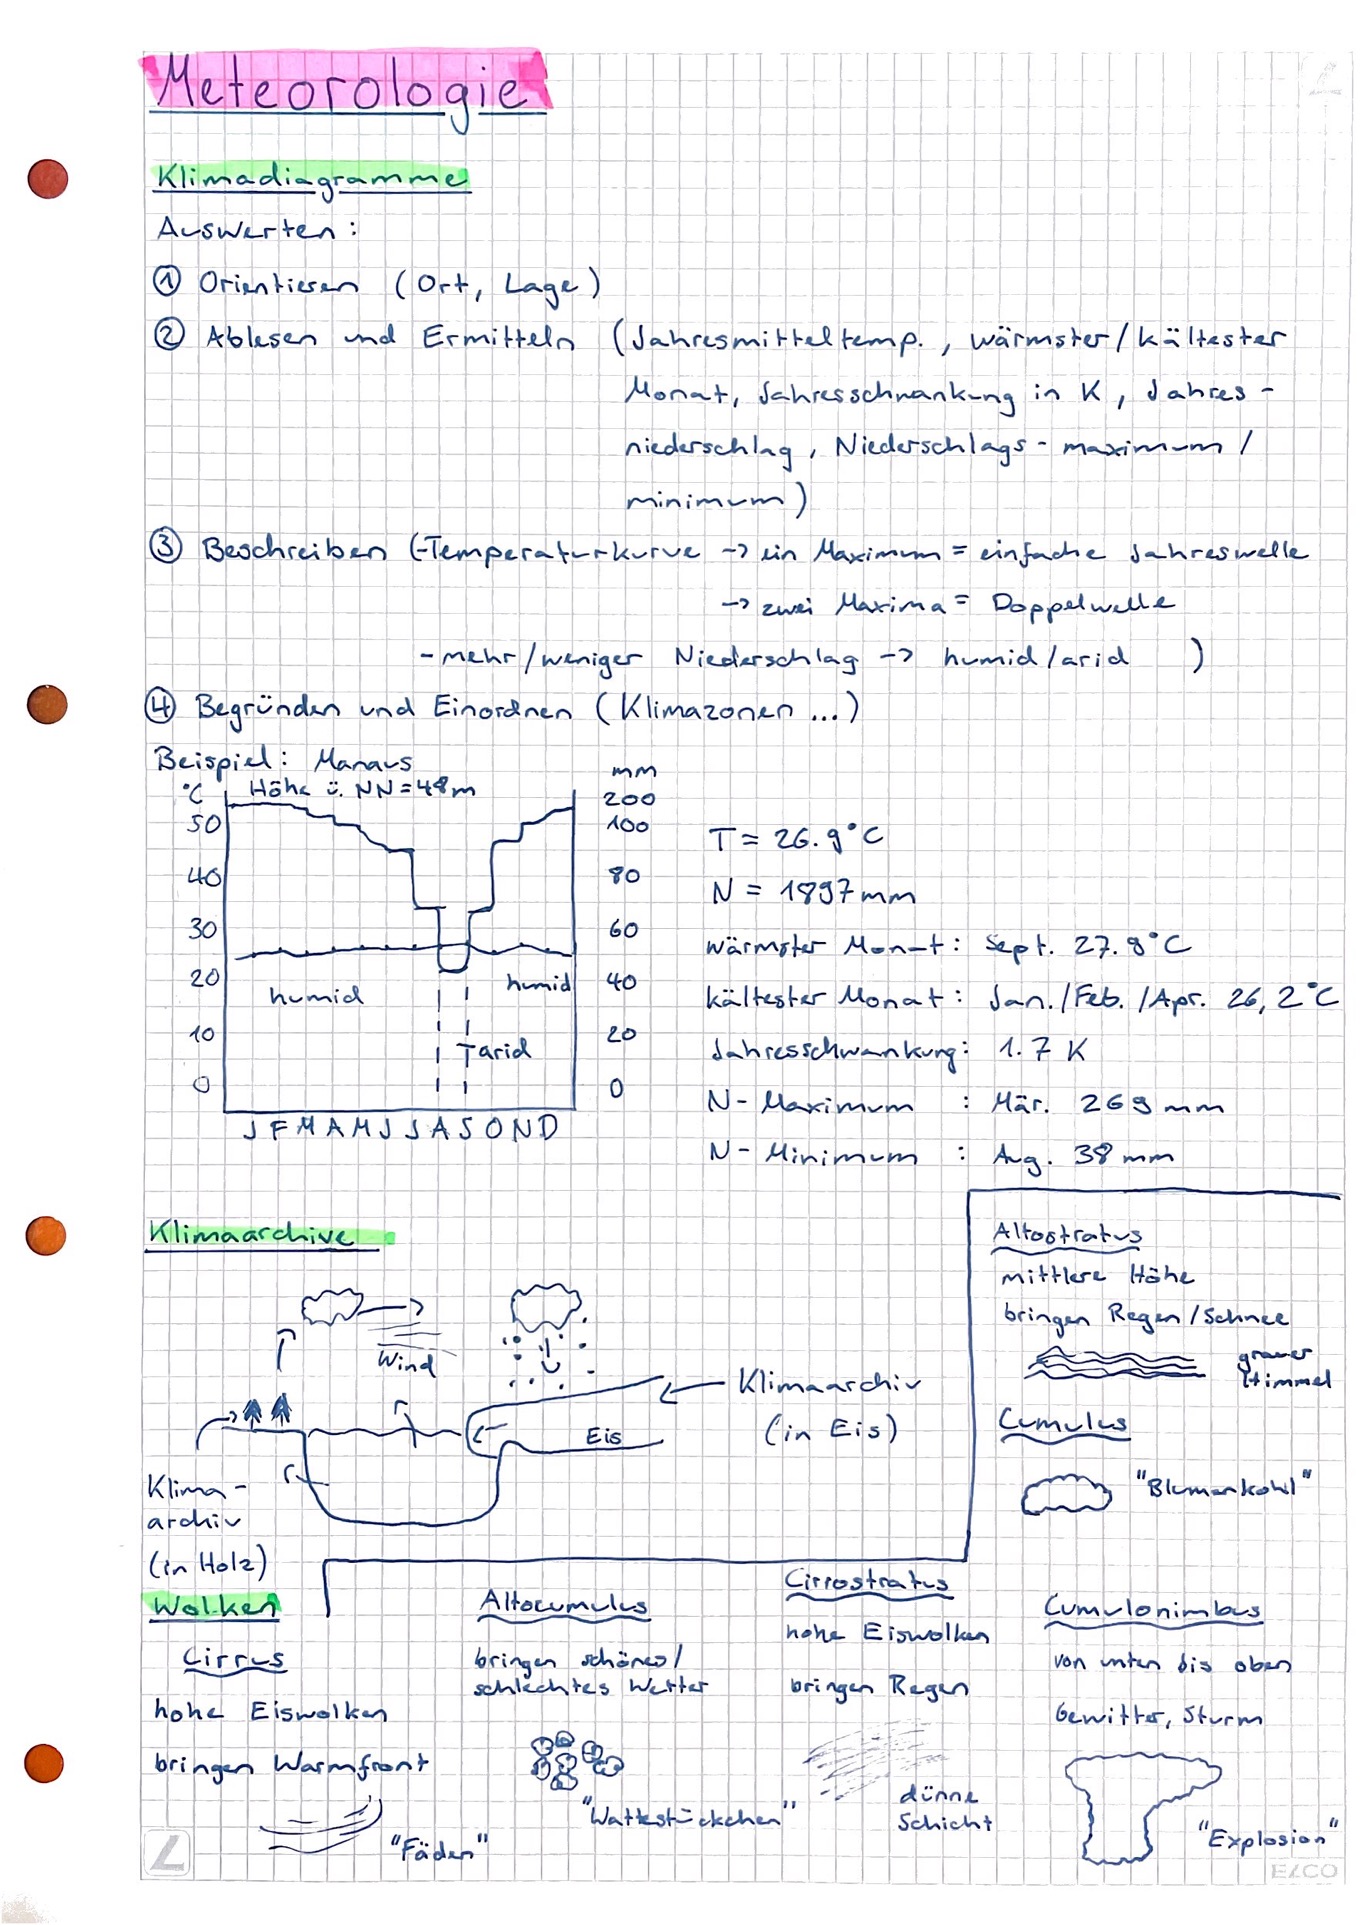 Meteorologie
Klimadiagramme
Auswerten:
① Orientieren (Ort, Lage)
② Ablesen und Ermitteln (Jahresmitteltemp., wärmster/kältester
Monat, Jahresschwankung in K, Jahres-
niederschlag, Niederschlags-maximum/
minimum)
③ Beschreiben (-Temperaturkurve -> ein Maximum = einfache Jahreswelle
-> zwei Maxima = Doppelwelle
-mehr/weniger Niederschlag -> humid/arid )
④ Begründen und Einordnen (Klimazonen ...)
Beispiel: Manaus
°C Höhe ü. NN = 48m mm
200
50 100
40 80
30 60
20 40
10 20
0 0
humid humid
arid
J F M A M J J A S O N D
T = 26.9°C
N = 1897mm
wärmster Monat: Sept. 27.9°C
kältester Monat: Jan./Feb./Apr. 26,2°C
Jahresschwankung: 1.7 K
N-Maximum : Mär. 269 mm
N-Minimum : Aug. 38 mm
Klimaarchive
Wind
Klimaarchiv
(in Eis)
Eis
Klima-
archiv
(in Holz)
Wolken
Cirrus
hohe Eiswolken
bringen Warmfront
"Fäden"
Altocumulus
bringen schönes/
schlechtes Wetter
"Wattestückchen"
Cirrostratus
hohe Eiswolken
bringen Regen
dünne
Schicht
Altostratus
mittlere Höhe
bringen Regen/Schnee
grauer
Himmel
Cumulus
"Blumenkohl"
Cumulonimbus
von unten bis oben
Gewitter, Sturm
"Explosion"
ELCO